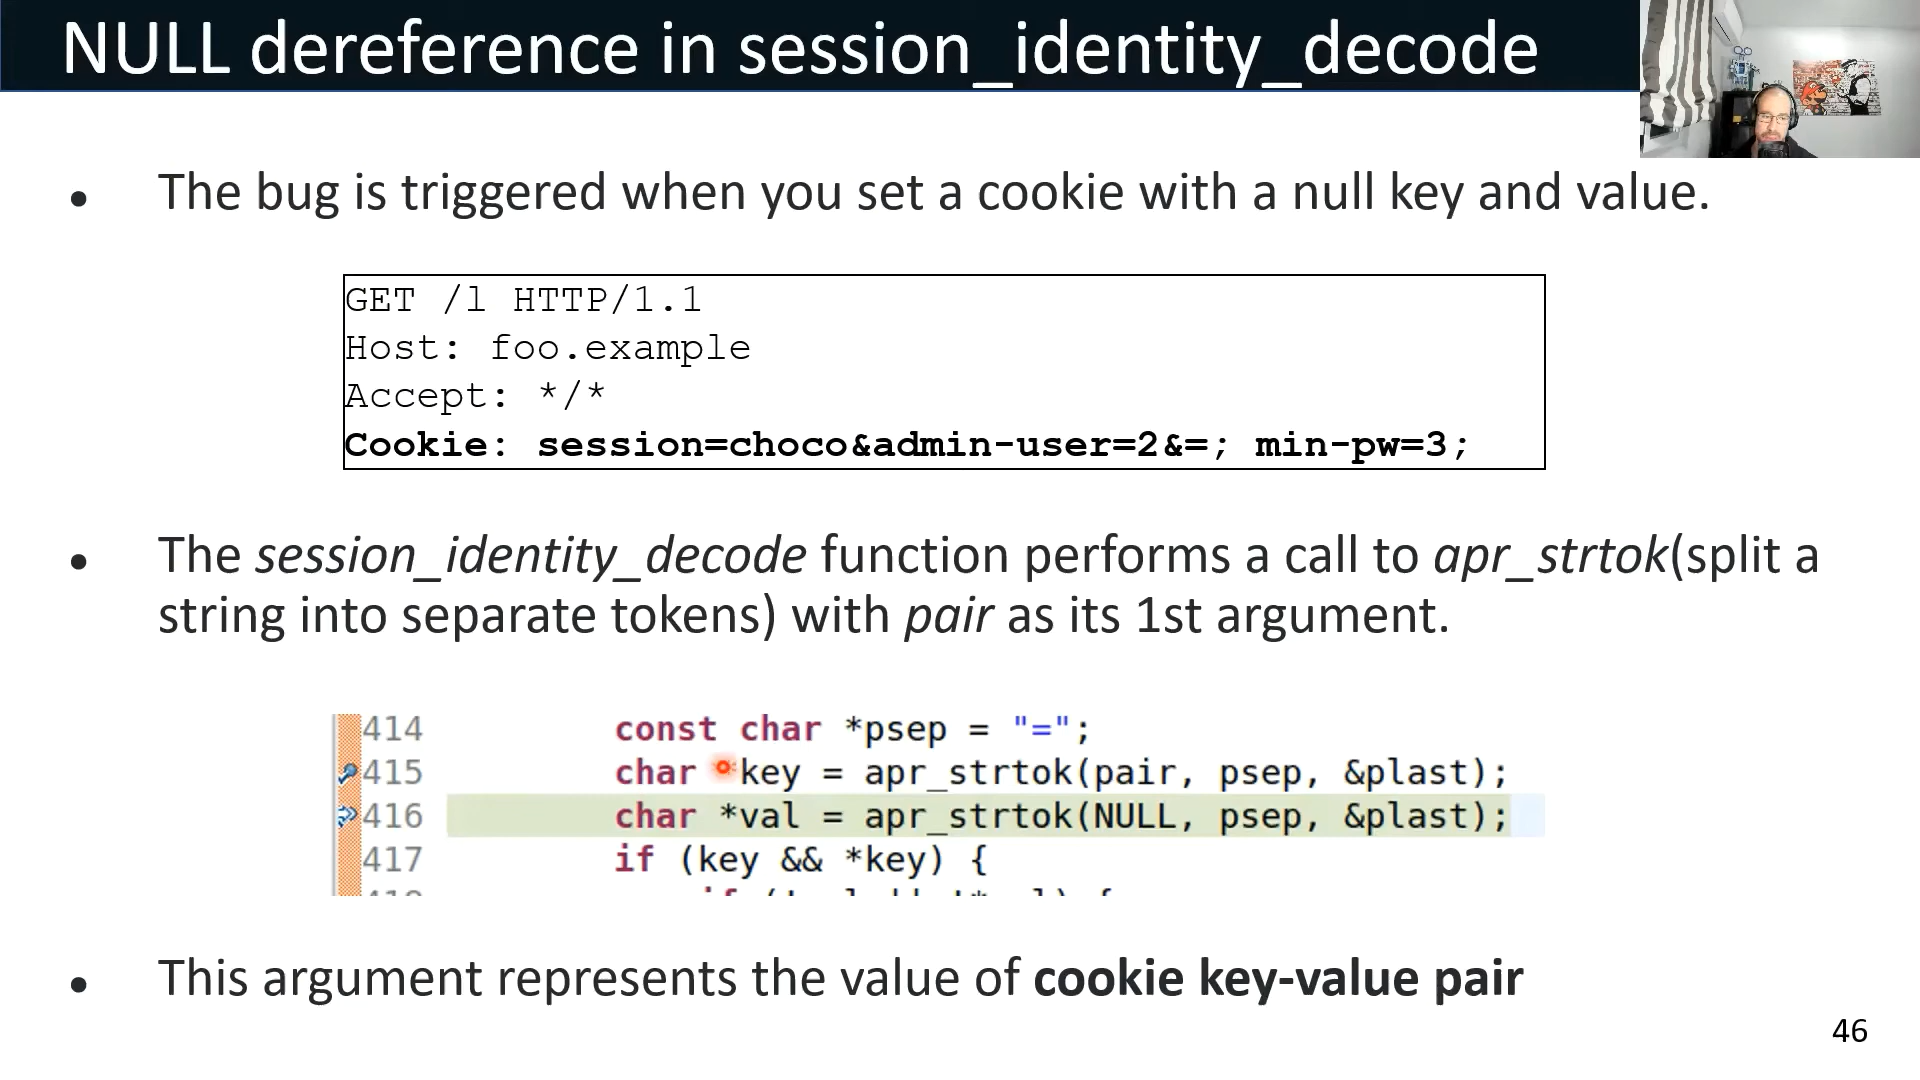 NULL dereference in session_identity_decode
• The bug is triggered when you set a cookie with a null key and value.
GET /l HTTP/1.1
Host: foo.example
Accept: */*
Cookie: session=choco&admin-user=2&=; min-pw=3;
• The session_identity_decode function performs a call to apr_strtok(split a
string into separate tokens) with pair as its 1st argument.
414 const char *psep = "=";
415 char *key = apr_strtok(pair, psep, &plast);
416 char *val = apr_strtok(NULL, psep, &plast);
417 if (key && *key) {
• This argument represents the value of cookie key-value pair
46